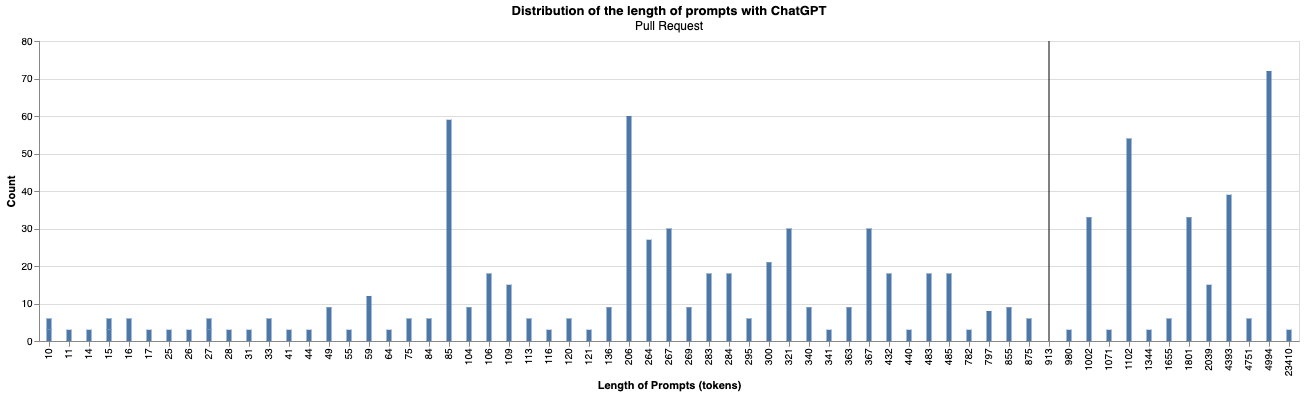 Distribution of the length of prompts with ChatGPT
Pull Request
Count
80
70
60
50
40
30
20
10
0
10 11 14 15 16 17 25 26 27 28 31 33 41 44 49 55 59 64 75 84 85 104 106 109 113 116 120 121 136 206 264 267 269 283 284 295 300 321 340 341 363 367 432 440 483 485 782 797 855 875 913 980 1002 1071 1102 1344 1655 1801 2039 4393 4751 4994 23410
Length of Prompts (tokens)